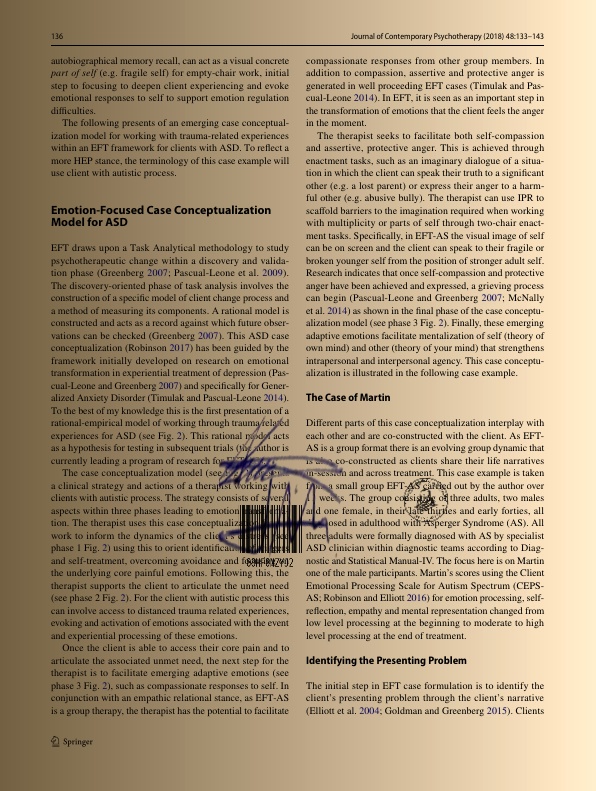 136
Journal of Contemporary Psychotherapy (2018) 48:133–143
autobiographical memory recall, can act as a visual concrete
part of self (e.g. fragile self) for empty-chair work, initial
step to focusing to deepen client experiencing and evoke
emotional responses to self to support emotion regulation
difficulties.
The following presents of an emerging case conceptual-
ization model for working with trauma-related experiences
within an EFT framework for clients with ASD. To reflect a
more HEP stance, the terminology of this case example will
use client with autistic process.
Emotion-Focused Case Conceptualization
Model for ASD
EFT draws upon a Task Analytical methodology to study
psychotherapeutic change within a discovery and valida-
tion phase (Greenberg 2007; Pascual-Leone et al. 2009).
The discovery-oriented phase of task analysis involves the
construction of a specific model of client change process and
a method of measuring its components. A rational model is
constructed and acts as a record against which future obser-
vations can be checked (Greenberg 2007). This ASD case
conceptualization (Robinson 2017) has been guided by the
framework initially developed on research on emotional
transformation in experiential treatment of depression (Pas-
cual-Leone and Greenberg 2007) and specifically for Gener-
alized Anxiety Disorder (Timulak and Pascual-Leone 2014).
To the best of my knowledge this is the first presentation of a
rational-empirical model of working through trauma related
experiences for ASD (see Fig. 2). This rational model acts
as a hypothesis for testing in subsequent trials (the author is
currently leading a program of research for
The case conceptualization model (see
a clinical strategy and actions of a therapist working with
clients with autistic process. The strategy consists of several
aspects within three phases leading to emotion
tion. The therapist uses this case conceptualiza
work to inform the dynamics of the
phase 1 Fig. 2) using this to orient identific
and self-treatment, overcoming avoidance and
the underlying core painful emotions. Following this, the
therapist supports the client to articulate the unmet need
(see phase 2 Fig. 2). For the client with autistic process this
can involve access to distanced trauma related experiences,
evoking and activation of emotions associated with the event
and experiential processing of these emotions.
Once the client is able to access their core pain and to
articulate the associated unmet need, the next step for the
therapist is to facilitate emerging adaptive emotions (see
phase 3 Fig. 2), such as compassionate responses to self. In
conjunction with an empathic relational stance, as EFT-AS
is a group therapy, the therapist has the potential to facilitate
compassionate responses from other group members. In
addition to compassion, assertive and protective anger is
generated in well proceeding EFT cases (Timulak and Pas-
cual-Leone 2014). In EFT, it is seen as an important step in
the transformation of emotions that the client feels the anger
in the moment.
The therapist seeks to facilitate both self-compassion
and assertive, protective anger. This is achieved through
enactment tasks, such as an imaginary dialogue of a situa-
tion in which the client can speak their truth to a significant
other (e.g. a lost parent) or express their anger to a harm-
ful other (e.g. abusive bully). The therapist can use IPR to
scaffold barriers to the imagination required when working
with multiplicity or parts of self through two-chair enact-
ment tasks. Specifically, in EFT-AS the visual image of self
can be on screen and the client can speak to their fragile or
broken younger self from the position of stronger adult self.
Research indicates that once self-compassion and protective
anger have been achieved and expressed, a grieving process
can begin (Pascual-Leone and Greenberg 2007; McNally
et al. 2014) as shown in the final phase of the case conceptu-
alization model (see phase 3 Fig. 2). Finally, these emerging
adaptive emotions facilitate mentalization of self (theory of
own mind) and other (theory of your mind) that strengthens
intrapersonal and interpersonal agency. This case conceptu-
alization is illustrated in the following case example.
The Case of Martin
Different parts of this case conceptualization interplay with
each other and are co-constructed with the client. As EFT-
AS is a group format there is an evolving group dynamic that
is also co-constructed as clients share their life narratives
in-session and across treatment. This case example is taken
a small group EFT-AS carried out by the author over
weeks. The group consisting of three adults, two males
and one female, in their late thirties and early forties, all
osed in adulthood with Asperger Syndrome (AS). All
three adults were formally diagnosed with AS by specialist
ASD clinician within diagnostic teams according to Diag-
nostic and Statistical Manual-IV. The focus here is on Martin
one of the male participants. Martin's scores using the Client
Emotional Processing Scale for Autism Spectrum (CEPS-
AS; Robinson and Elliott 2016) for emotion processing, self-
reflection, empathy and mental representation changed from
low level processing at the beginning to moderate to high
level processing at the end of treatment.
Identifying the Presenting Problem
The initial step in EFT case formulation is to identify the
client's presenting problem through the client's narrative
(Elliott et al. 2004; Goldman and Greenberg 2015). Clients
Springer